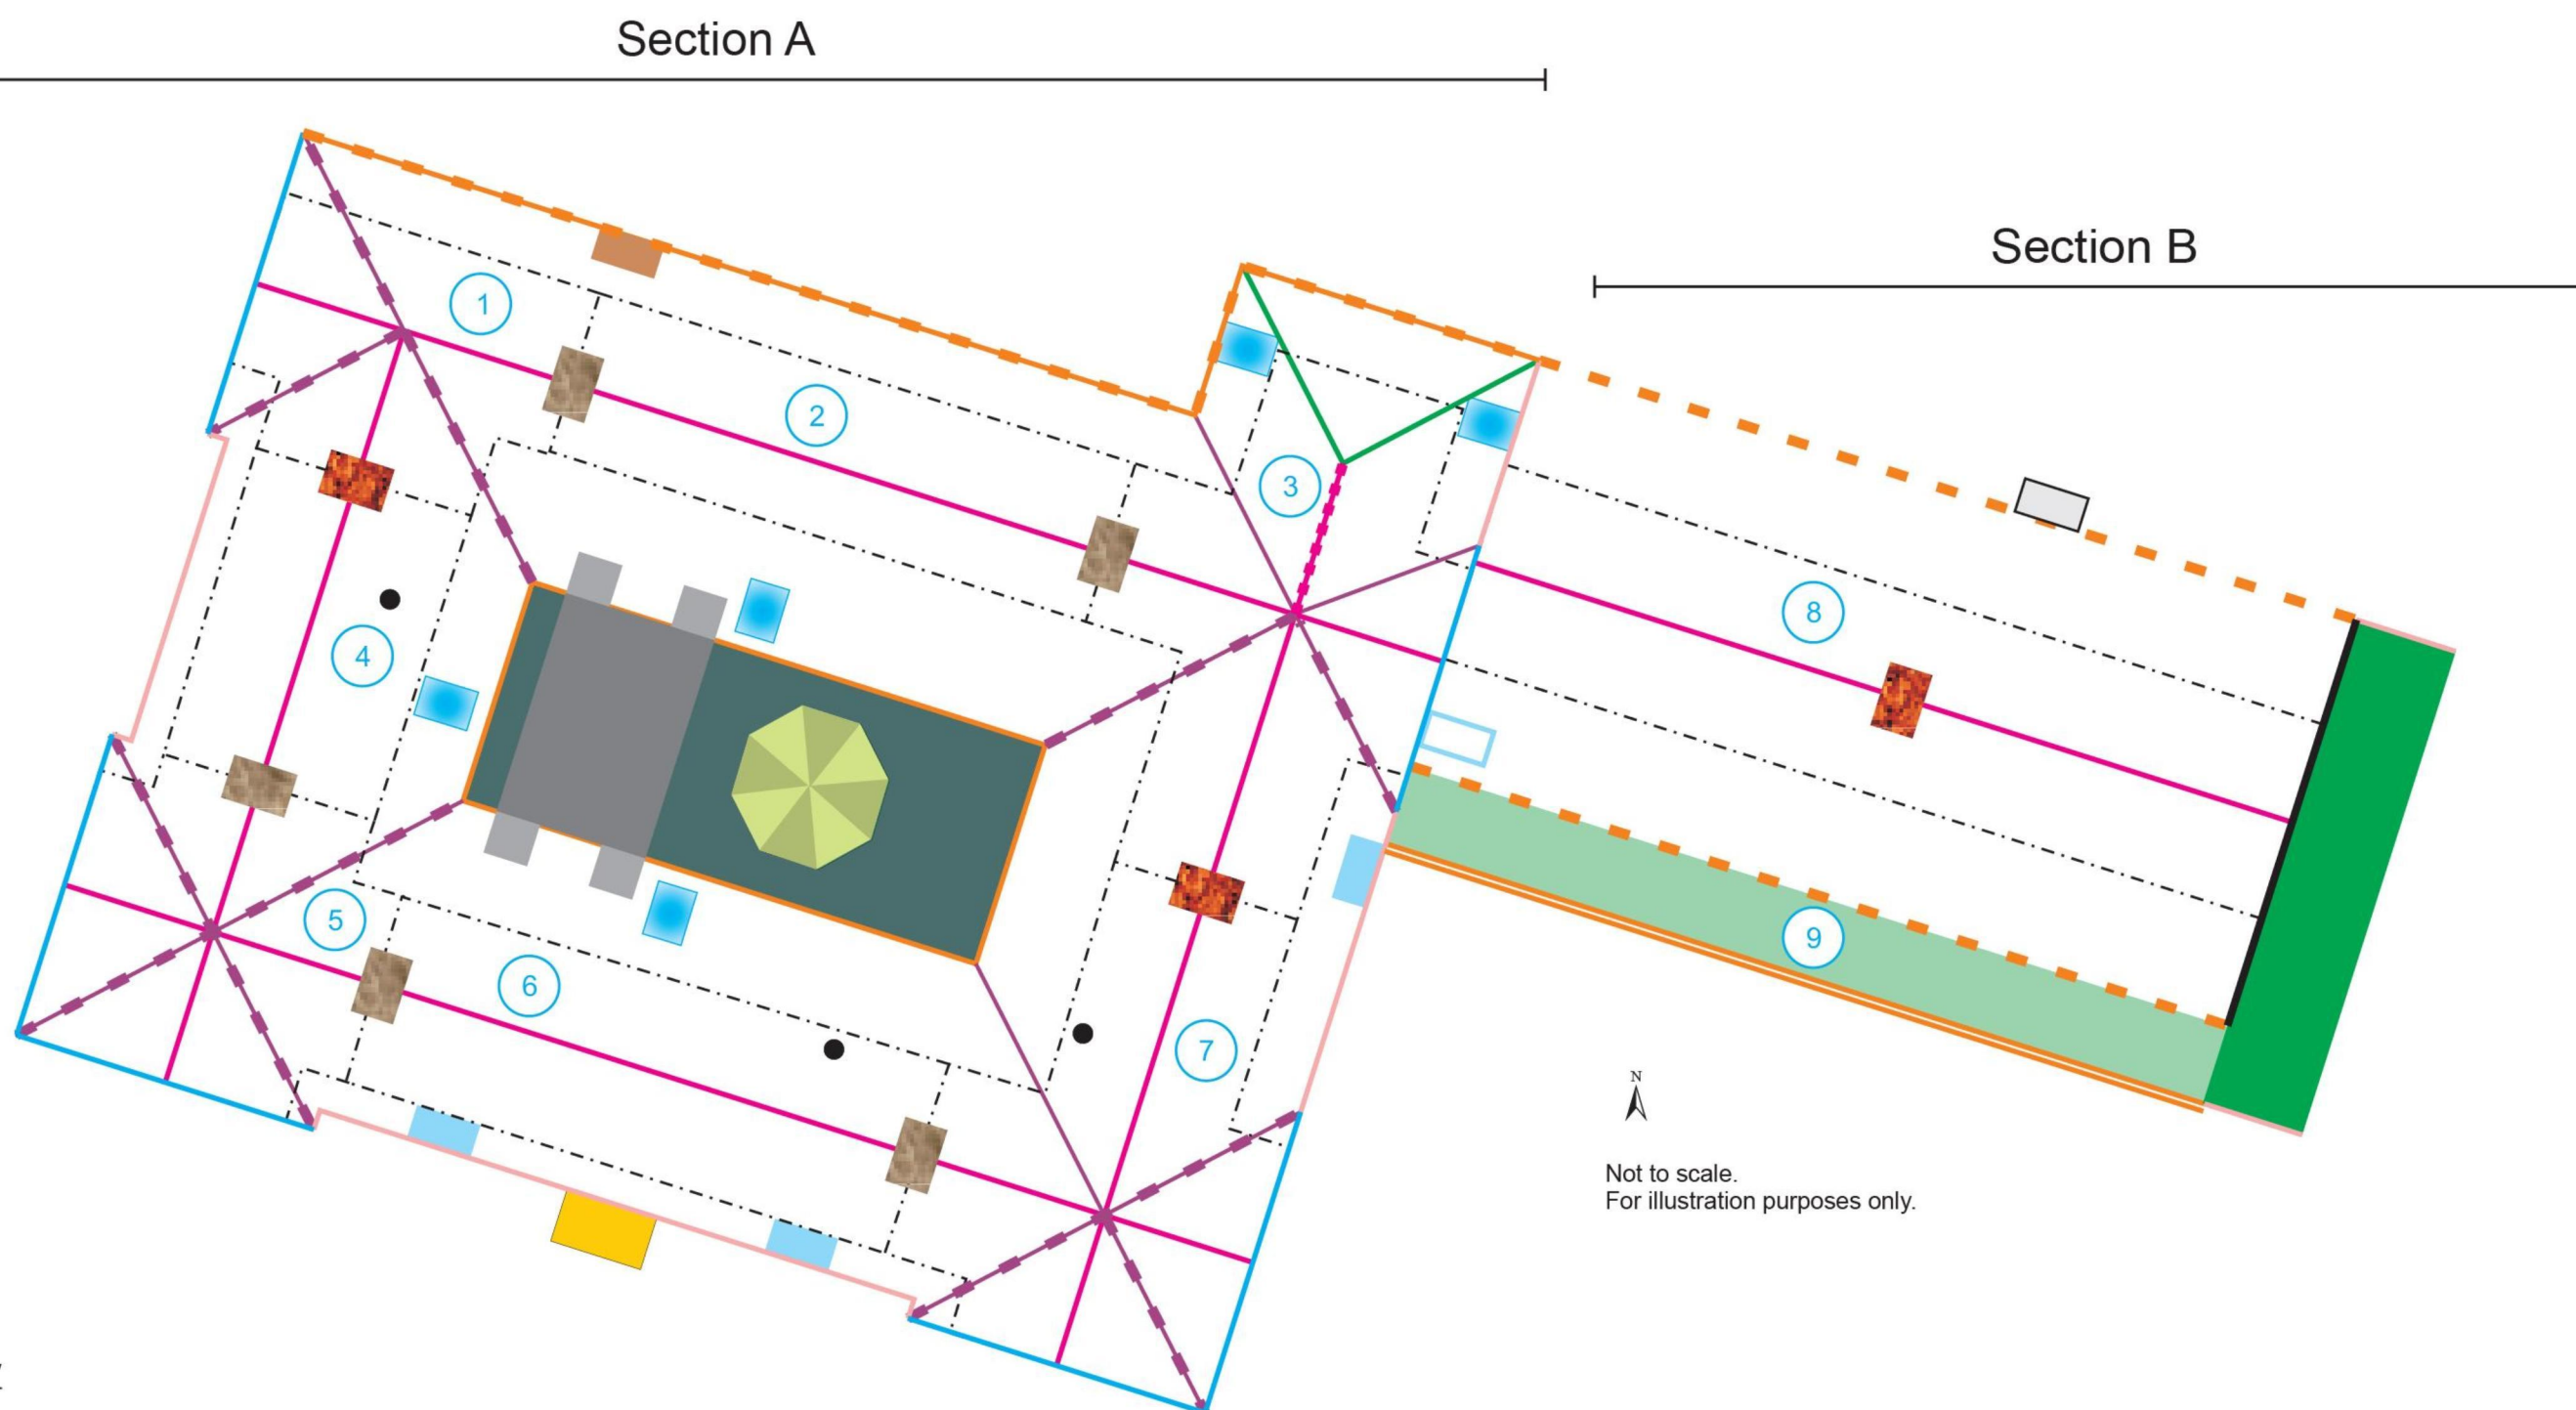 Section A
Section B
1
2
3
4
5
6
7
8
9
N
Not to scale.
For illustration purposes only.